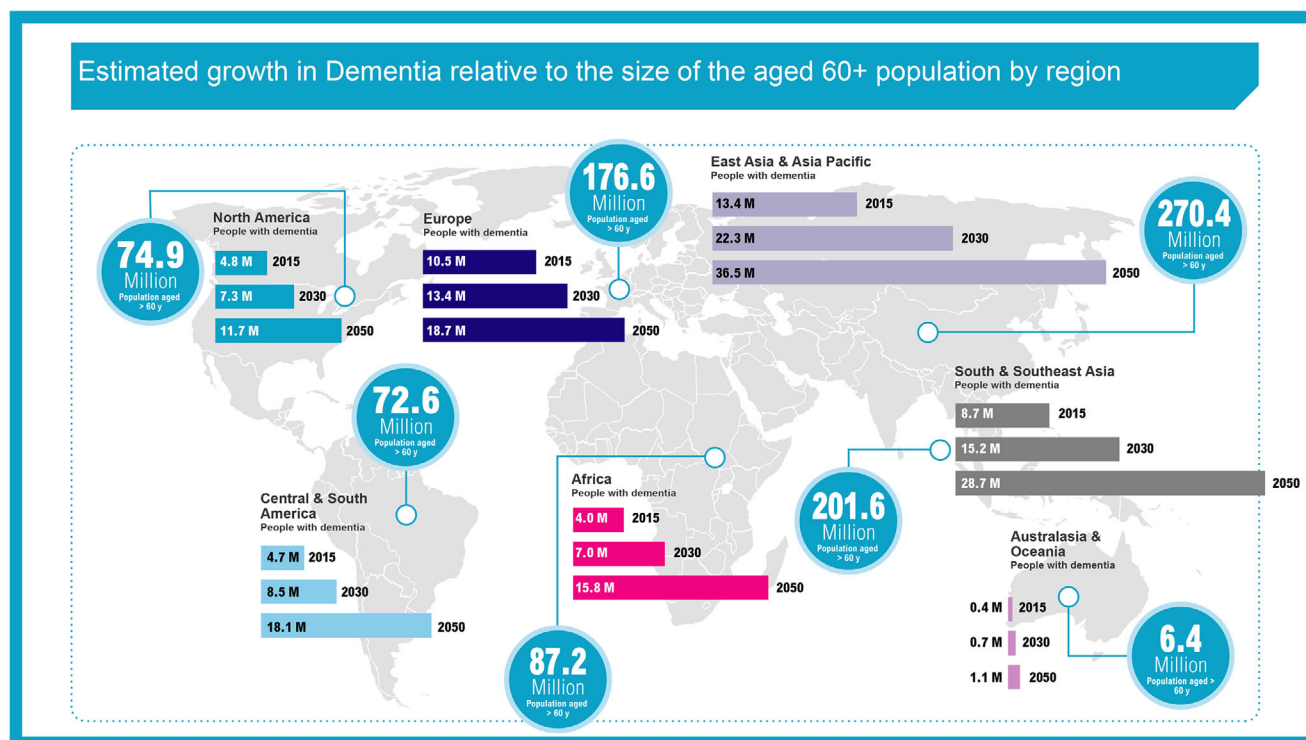 Estimated growth in Dementia relative to the size of the aged 60+ population by region
74.9
Million
Population aged
> 60 y
North America
People with dementia
4.8 M 2015
7.3 M 2030
11.7 M 2050
Europe
People with dementia
10.5 M 2015
13.4 M 2030
18.7 M 2050
176.6
Million
Population aged
> 60 y
East Asia & Asia Pacific
People with dementia
13.4 M 2015
22.3 M 2030
36.5 M 2050
270.4
Million
Population aged
> 60 y
72.6
Million
Population aged
> 60 y
Central & South
America
People with dementia
4.7 M 2015
8.5 M 2030
18.1 M 2050
Africa
People with dementia
4.0 M 2015
7.0 M 2030
15.8 M 2050
87.2
Million
Population aged
> 60 y
South & Southeast Asia
People with dementia
8.7 M 2015
15.2 M 2030
28.7 M 2050
201.6
Million
Population aged
> 60 y
Australasia &
Oceania
People with dementia
0.4 M 2015
0.7 M 2030
1.1 M 2050
6.4
Million
Population aged >
60 y